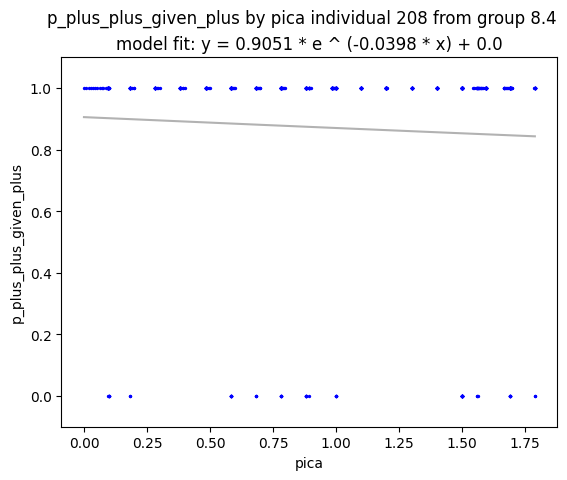 p_plus_plus_given_plus by pica individual 208 from group 8.4
model fit: y = 0.9051 * e ^ (-0.0398 * x) + 0.0
1.0
0.8
0.6
0.4
0.2
0.0
p_plus_plus_given_plus
0.00 0.25 0.50 0.75 1.00 1.25 1.50 1.75
pica